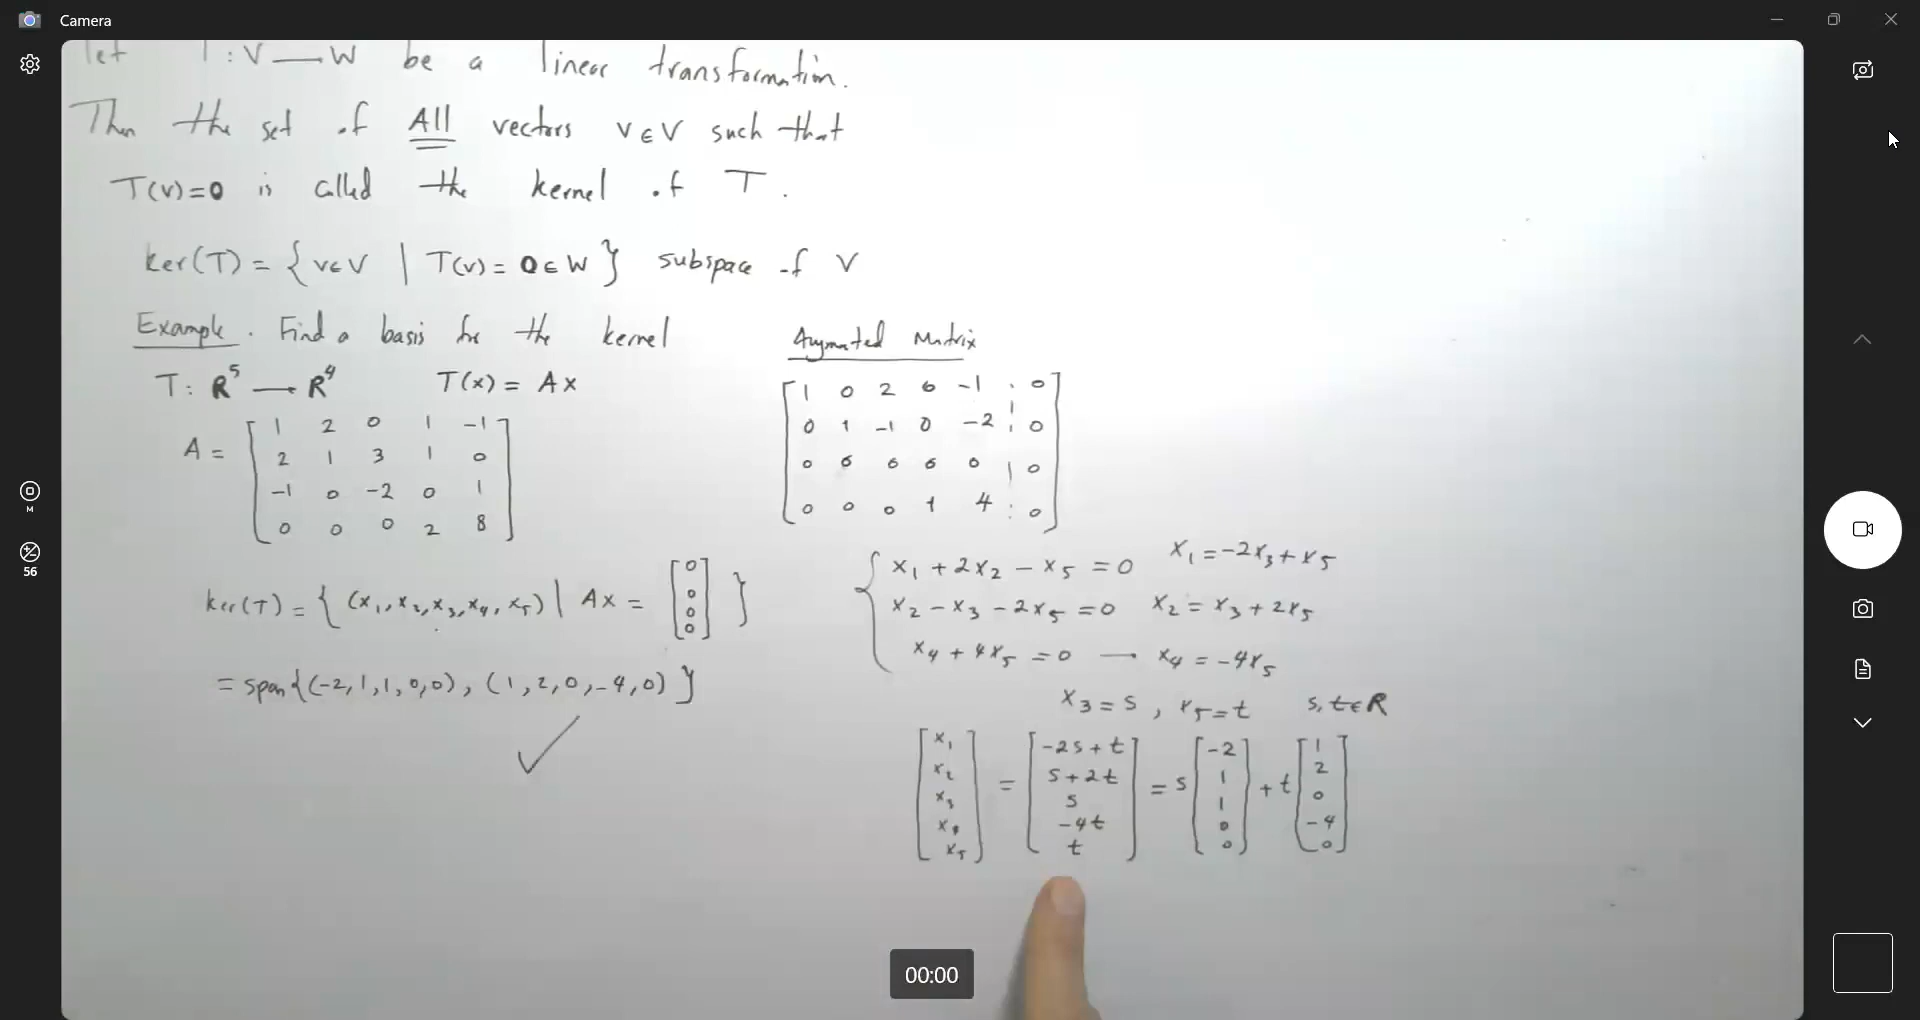 Camera
let T : V → W be a linear transformation.
Then the set of All vectors v ∈ V such that
T(v) = 0 is called the kernel of T.
ker(T) = { v ∈ V | T(v) = 0 ∈ W } subspace of V
Example. Find a basis for the kernel
T: R^5 → R^4 T(x) = Ax
A = [ 1 2 0 1 -1
2 1 3 1 0
-1 0 -2 0 1
0 0 0 2 8 ]
ker(T) = { (x1, x2, x3, x4, x5) | Ax = [ 0 0 0 0 ] }
= span{(-2,1,1,0,0), (1,2,0,-4,0)}
✓
Augmated Matrix
[ 1 0 2 0 -1 : 0
0 1 -1 0 -2 : 0
0 0 0 0 0 | 0
0 0 0 1 4 : 0 ]
{ x1 + 2x2 - x5 = 0 x1 = -2x3 + x5
x2 - x3 - 2x5 = 0 x2 = x3 + 2x5
x4 + 4x5 = 0 → x4 = -4x5
x3 = s, x5 = t s, t ∈ R
[ x1 x2 x3 x4 x5 ] = [ -2s + t s + 2t s -4t t ] = s [ -2 1 1 0 0 ] + t [ 1 2 0 -4 0 ]
M
56
00:00